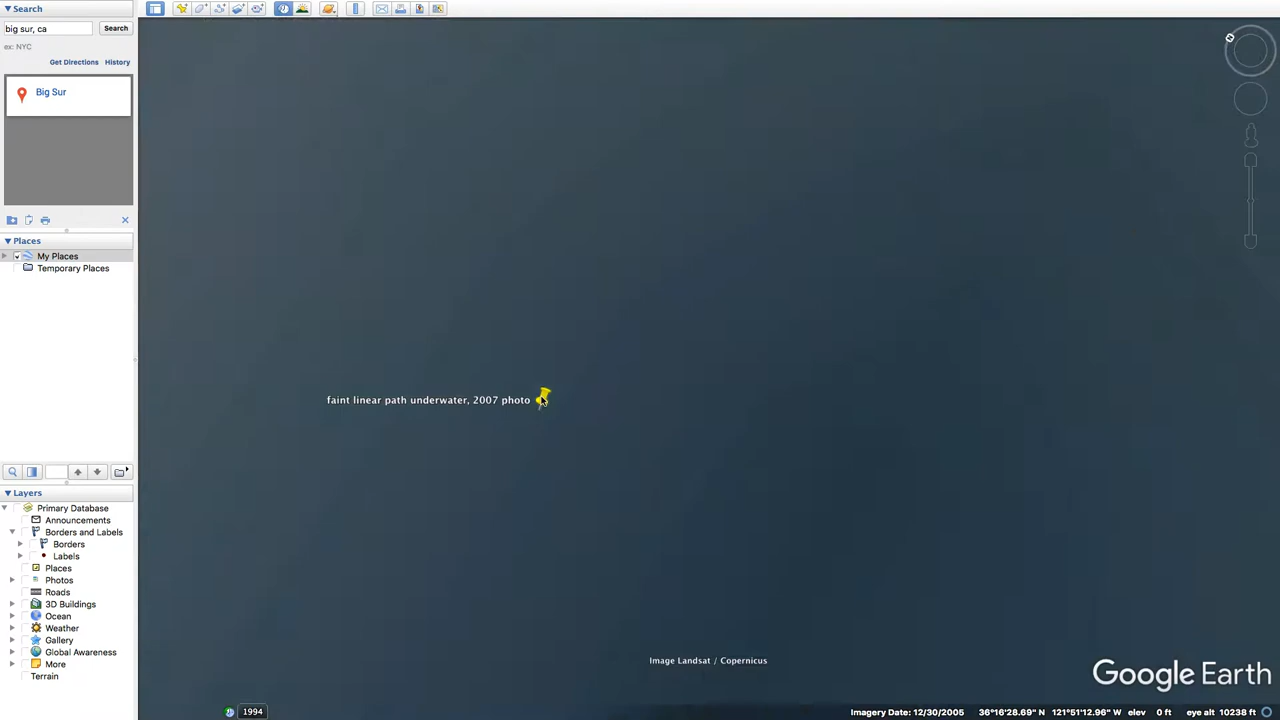 Search
big sur, ca
Search
ex: NYC
Get Directions
History
Big Sur
Places
My Places
Temporary Places
faint linear path underwater, 2007 photo
Layers
Primary Database
Announcements
Borders and Labels
Borders
Labels
Places
Photos
Roads
3D Buildings
Ocean
Weather
Gallery
Global Awareness
More
Terrain
Image Landsat / Copernicus
Google Earth
1994
Imagery Date: 12/30/2005 36°16'28.69" N 121°51'12.96" W elev 0 ft eye alt 10238 ft